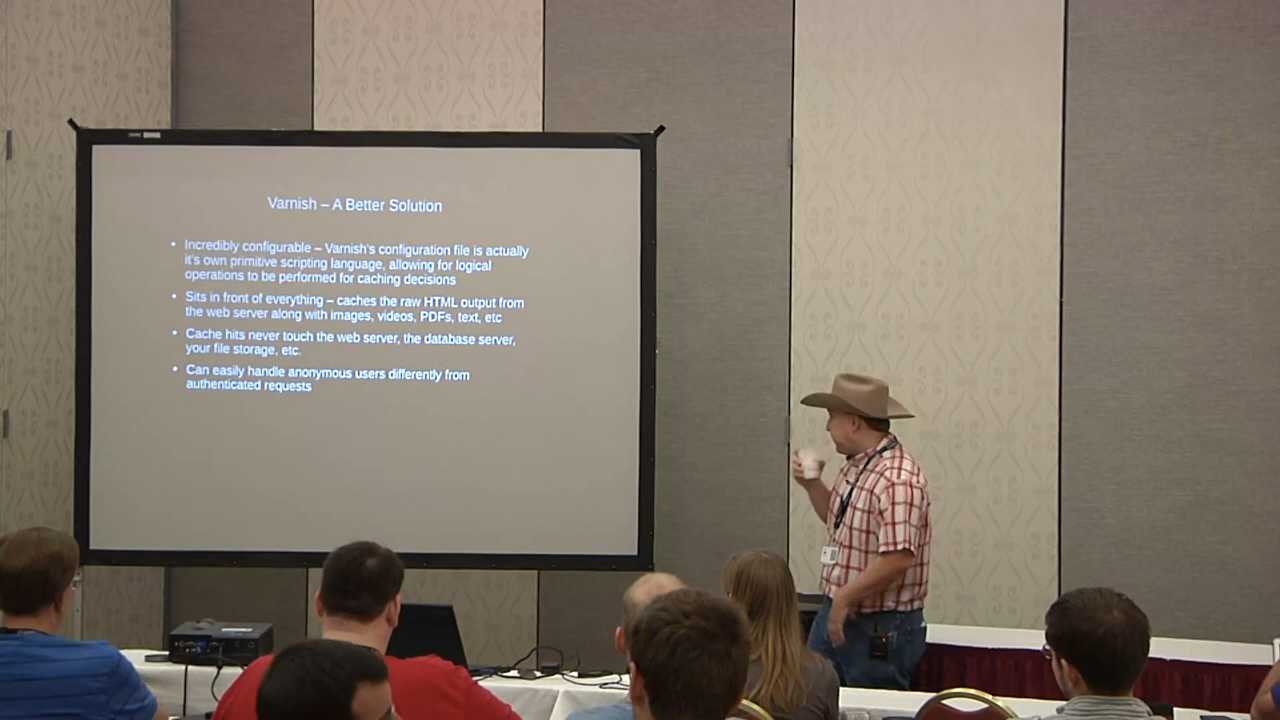 Varnish – A Better Solution
• Incredibly configurable – Varnish's configuration file is actually
it's own primitive scripting language, allowing for logical
operations to be performed for caching decisions
• Sits in front of everything – caches the raw HTML output from
the web server along with images, videos, PDFs, text, etc
• Cache hits never touch the web server, the database server,
your file storage, etc.
• Can easily handle anonymous users differently from
authenticated requests